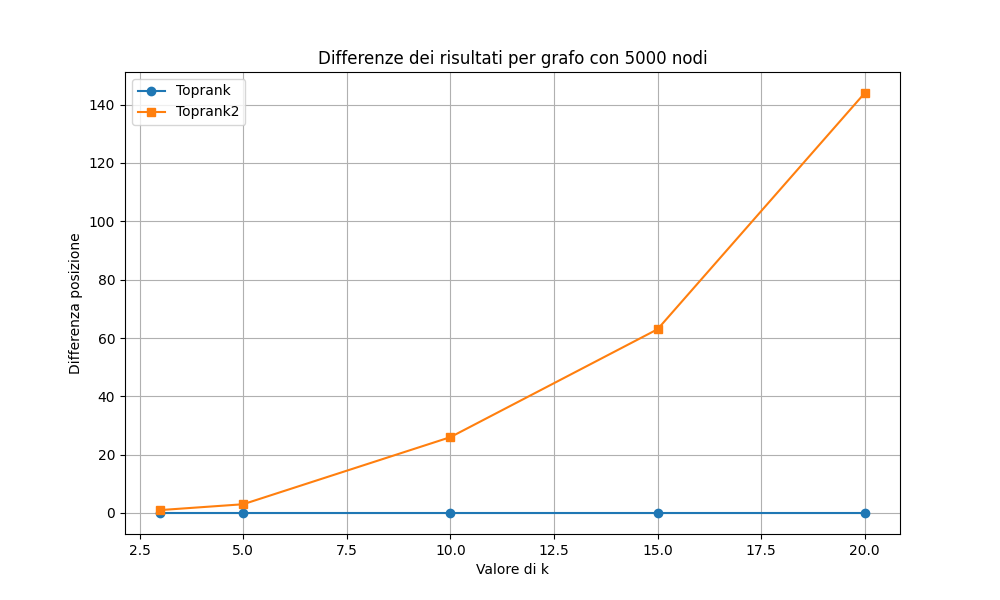 Differenze dei risultati per grafo con 5000 nodi
Toprank
Toprank2
140
120
100
80
60
40
20
0
Differenza posizione
2.5 5.0 7.5 10.0 12.5 15.0 17.5 20.0
Valore di k